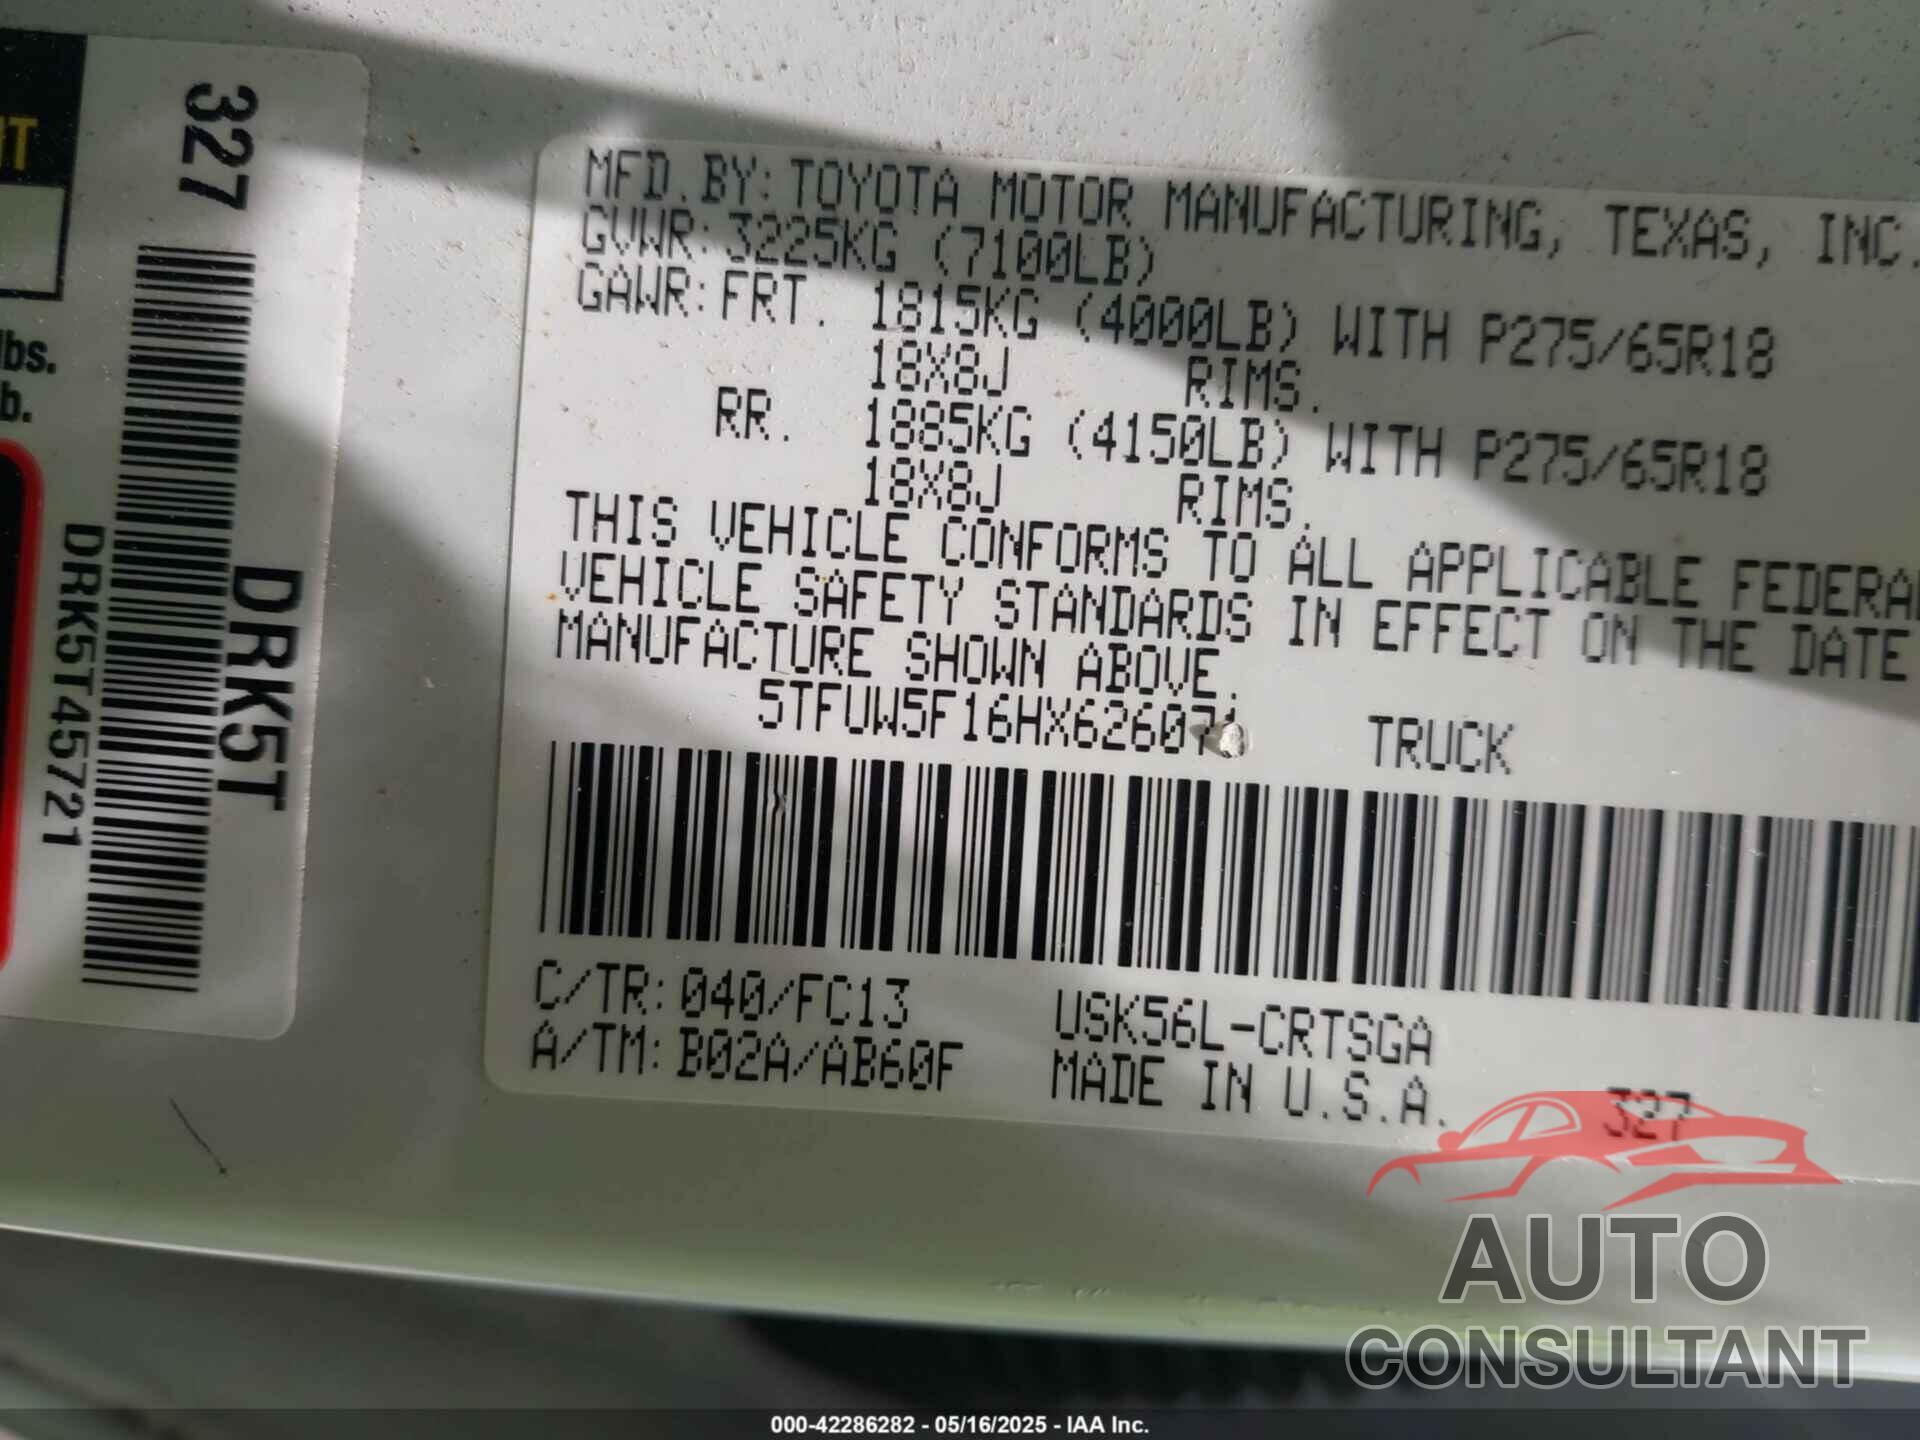 MFD.BY:TOYOTA MOTOR MANUFACTURING, TEXAS, INC.
GVWR:3225KG (7100LB)
GAWR:FRT. 1815KG (4000LB) WITH P275/65R18
18X8J RIMS.
RR. 1885KG (4150LB) WITH P275/65R18
18X8J RIMS.
THIS VEHICLE CONFORMS TO ALL APPLICABLE FEDERAL
VEHICLE SAFETY STANDARDS IN EFFECT ON THE DATE
MANUFACTURE SHOWN ABOVE.
5TFUW5F16HX626071 TRUCK
C/TR:040/FC13 USK56L-CRTSGA
A/TM:B02A/AB60F MADE IN U.S.A. 327
327
DRK5T
DRK5T45721
lbs.
AUTO
CONSULTANT
000-42286282 - 05/16/2025 - IAA Inc.